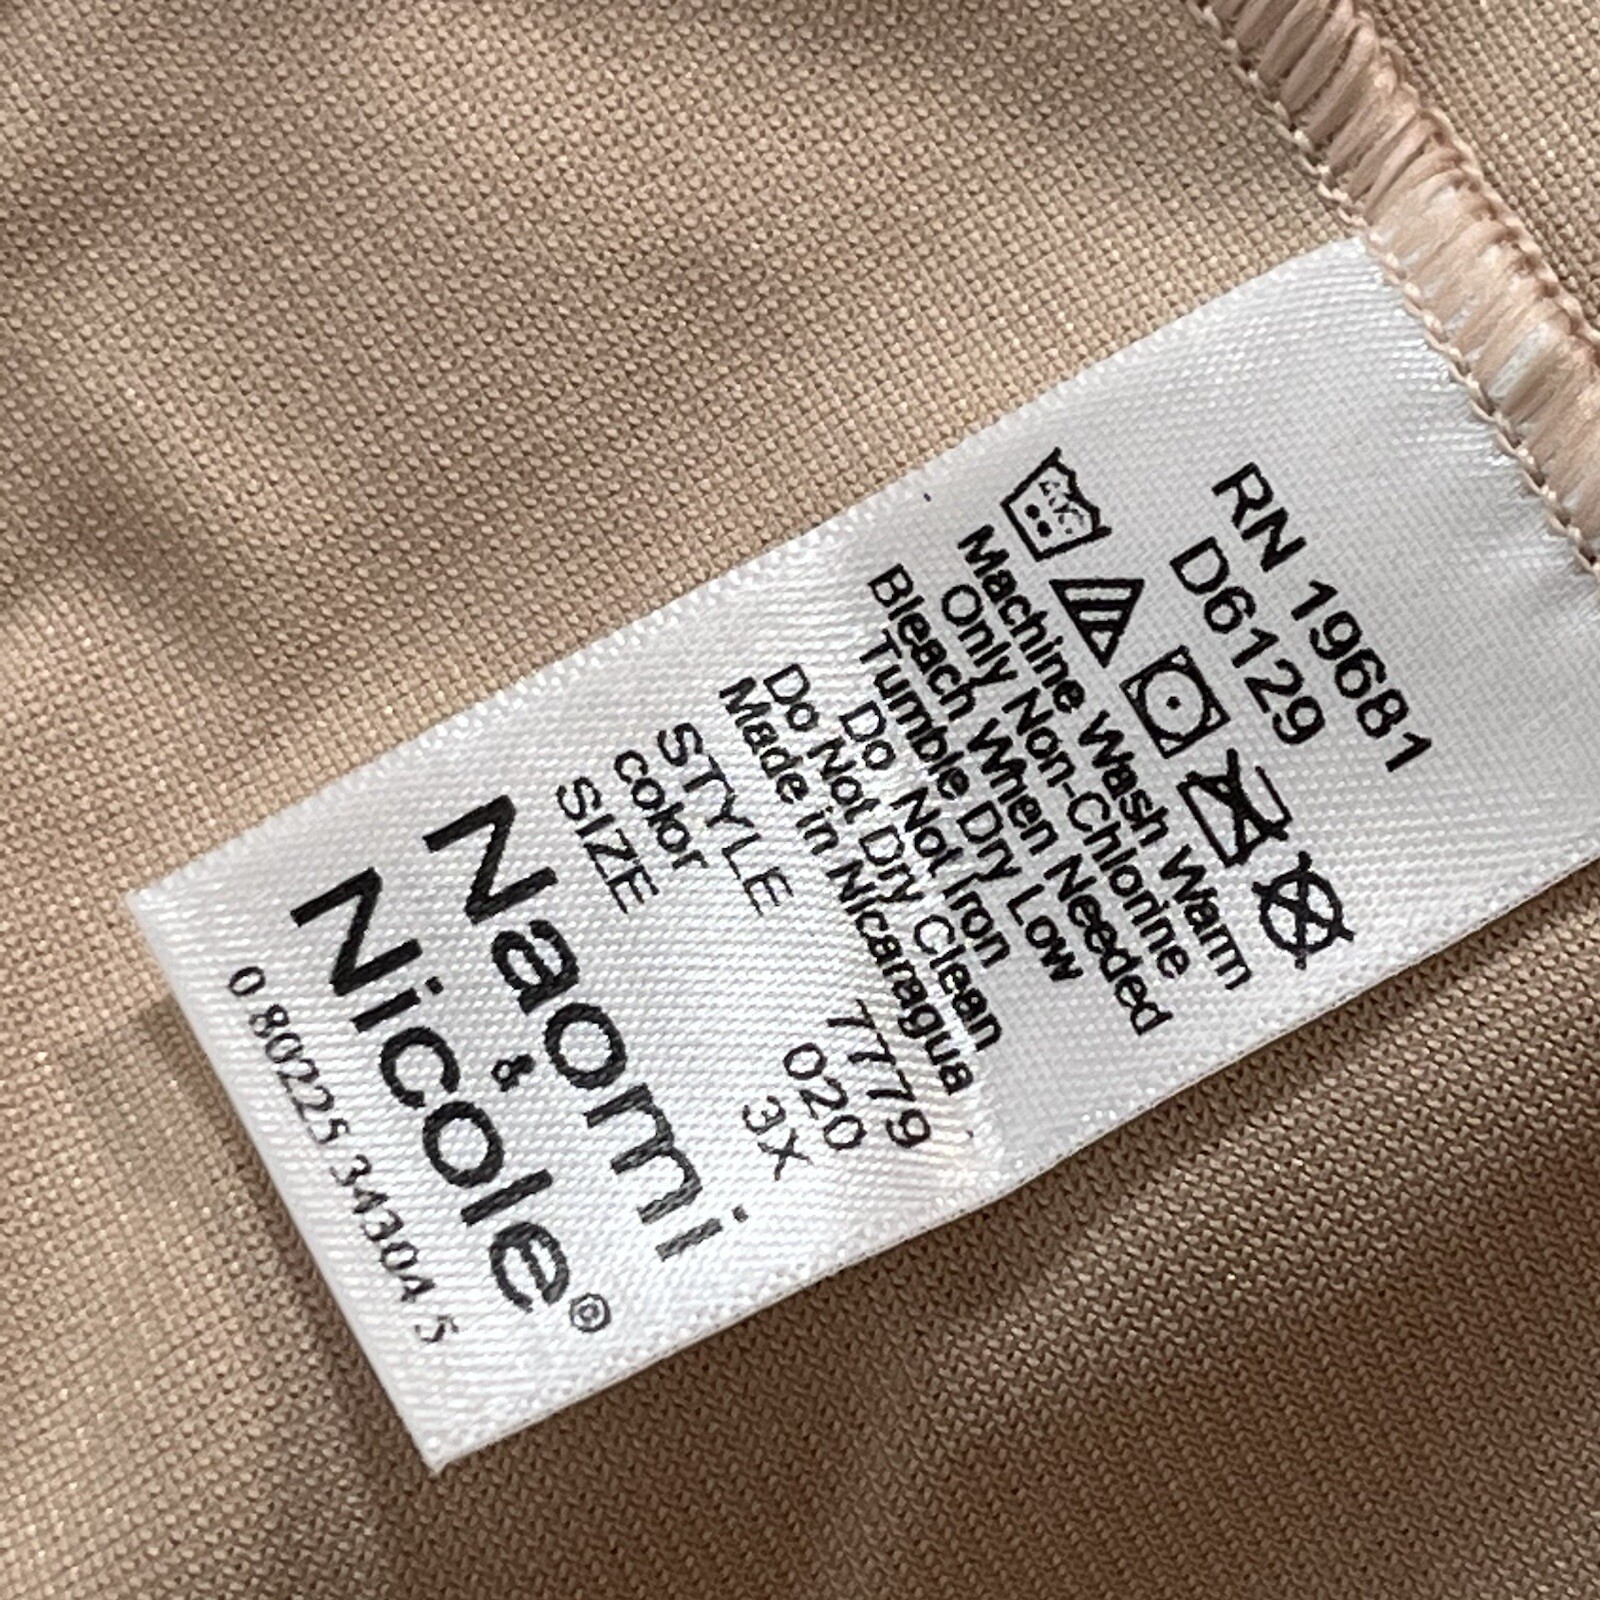 RN 19681
D6129
Machine Wash Warm
Only Non-Chlorine
Bleach When Needed
Tumble Dry Low
Do Not Iron
Do Not Dry Clean
Made in Nicaragua
STYLE 7779
color 020
SIZE 3X
Naomi
&
Nicole®
0 80225 34304 5